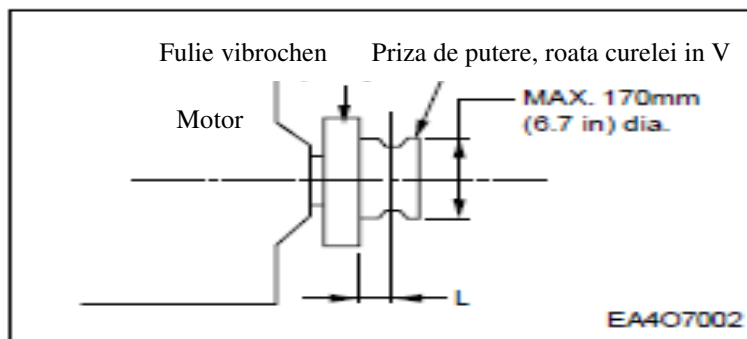 Fulie vibrochen Priza de putere, roata curelei in V
Motor
MAX. 170mm
(6.7 in) dia.
L
EA4O7002